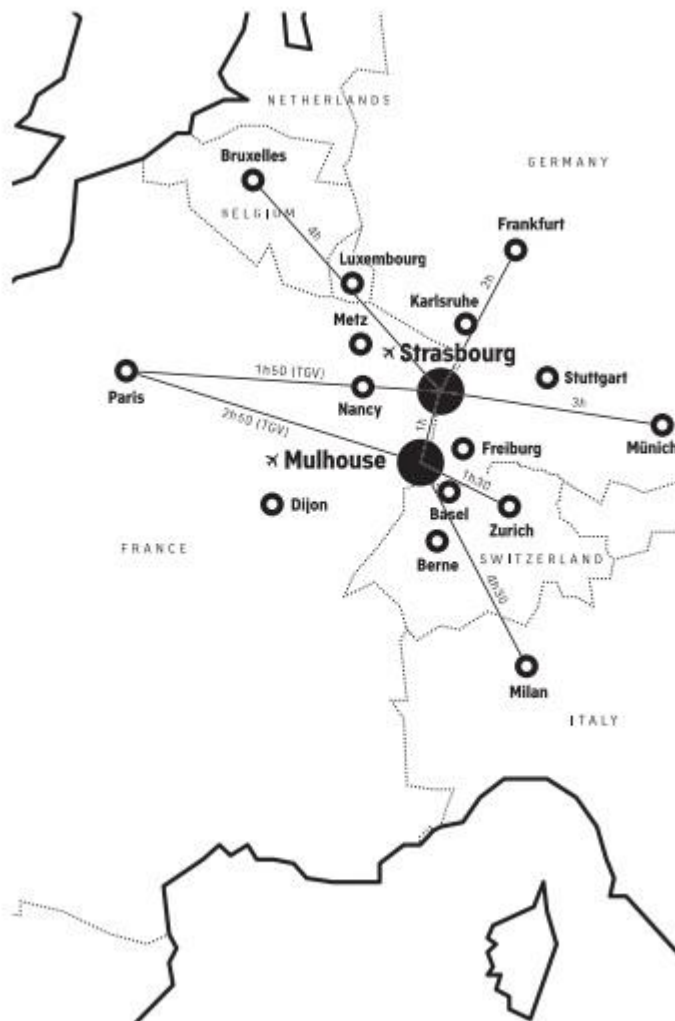 NETHERLANDS
Bruxelles
GERMANY
BELGIUM
4h
Frankfurt
Luxembourg
2h
Karlsruhe
Metz
Strasbourg
1h50 (TGV)
Paris
Nancy
Stuttgart
3h
2h50 (TGV)
1h
Münich
Mulhouse
Freiburg
1h30
Dijon
Basel
Zurich
FRANCE
Berne
SWITZERLAND
4h30
Milan
ITALY